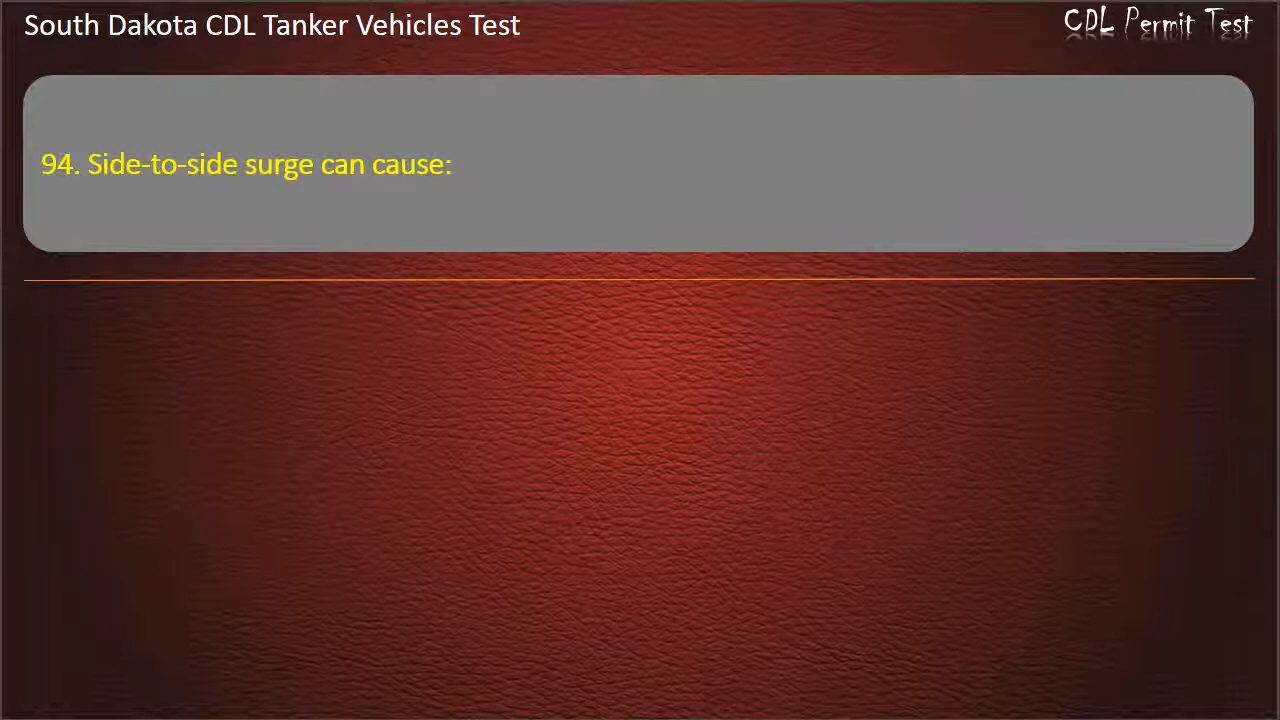 South Dakota CDL Tanker Vehicles Test
CDL Permit Test
94. Side-to-side surge can cause: